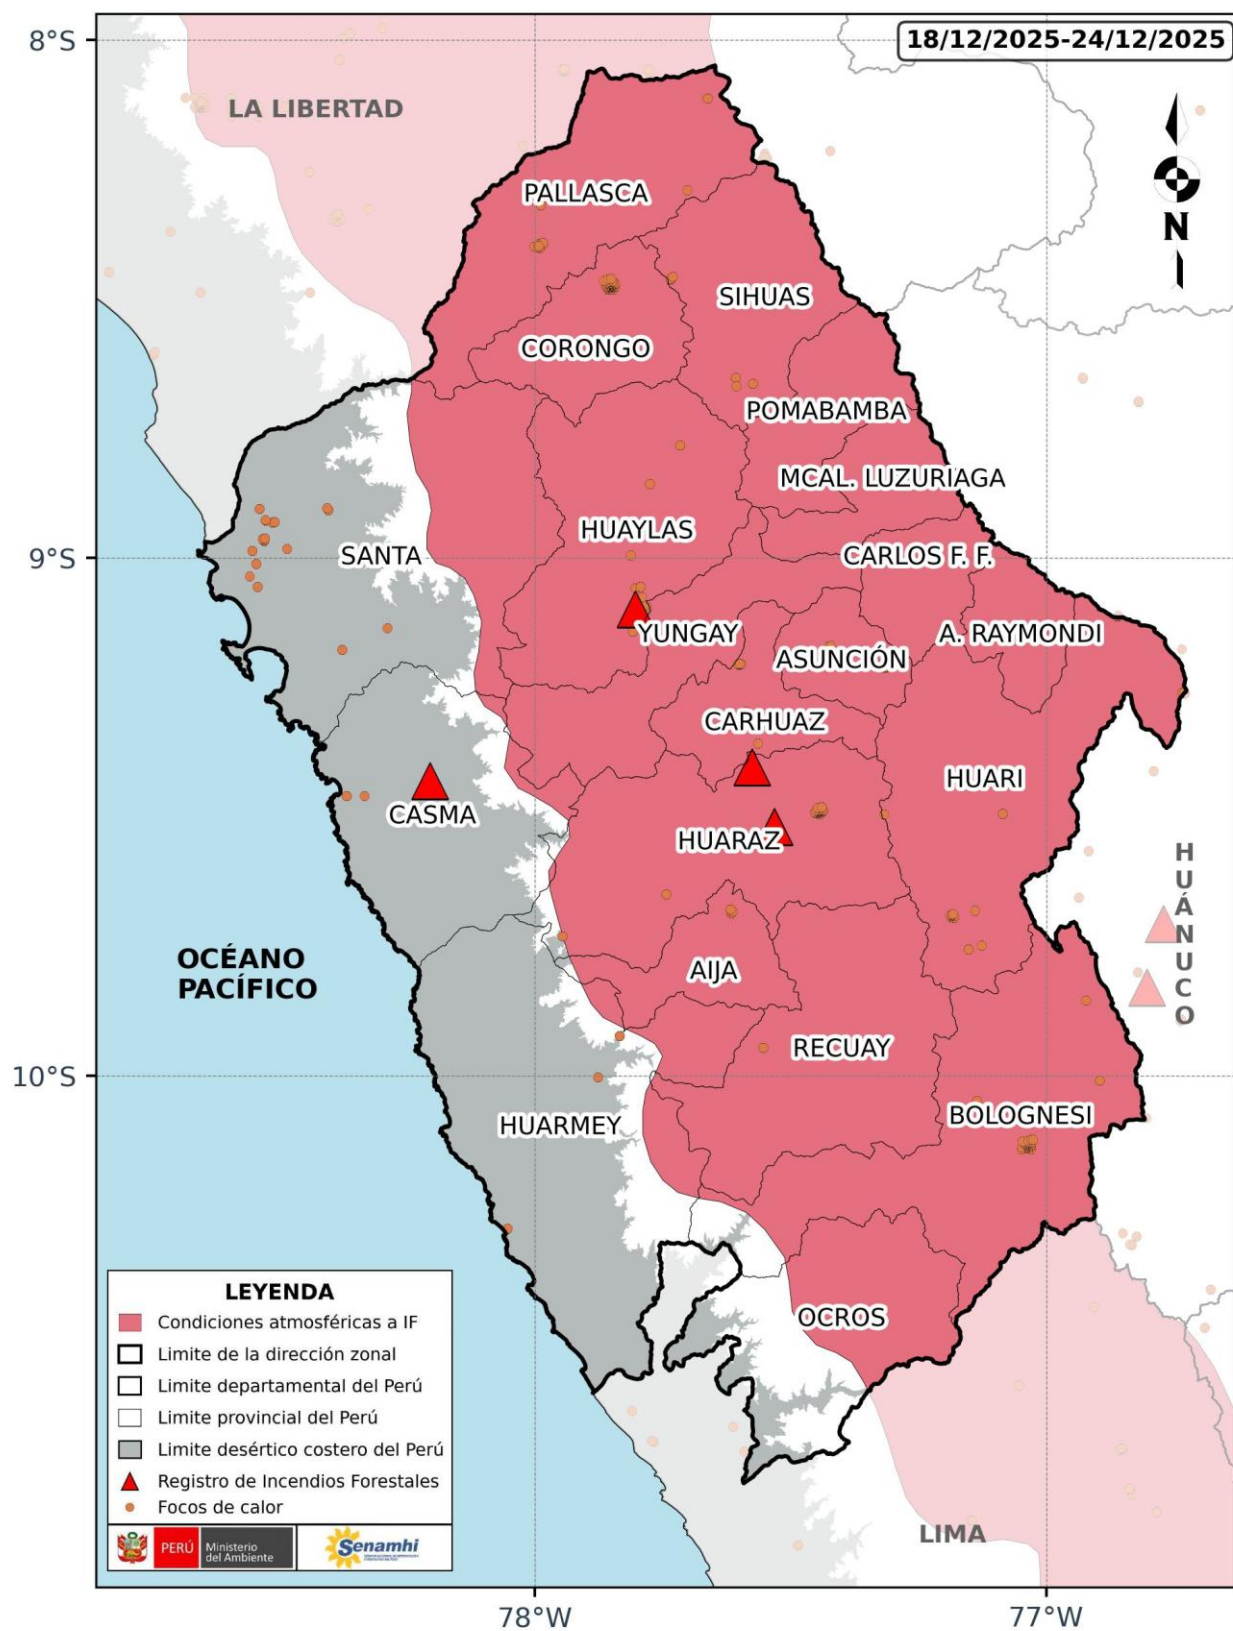 18/12/2025-24/12/2025
8°S
LA LIBERTAD
N
PALLASCA
SIHUAS
CORONGO
POMABAMBA
MCAL. LUZURIAGA
HUAYLAS
9°S
SANTA
CARLOS F. F.
YUNGAY
A. RAYMONDI
ASUNCIÓN
CARHUAZ
HUARI
CASMA
HUARAZ
HUÁNUCO
OCÉANO
PACÍFICO
AIJA
RECUAY
10°S
HUARMEY
BOLOGNESI
OCROS
LIMA
LEYENDA
Condiciones atmosféricas a IF
Limite de la dirección zonal
Limite departamental del Perú
Limite provincial del Perú
Limite desértico costero del Perú
Registro de Incendios Forestales
Focos de calor
PERÚ
Ministerio
del Ambiente
Senamhi
78°W
77°W